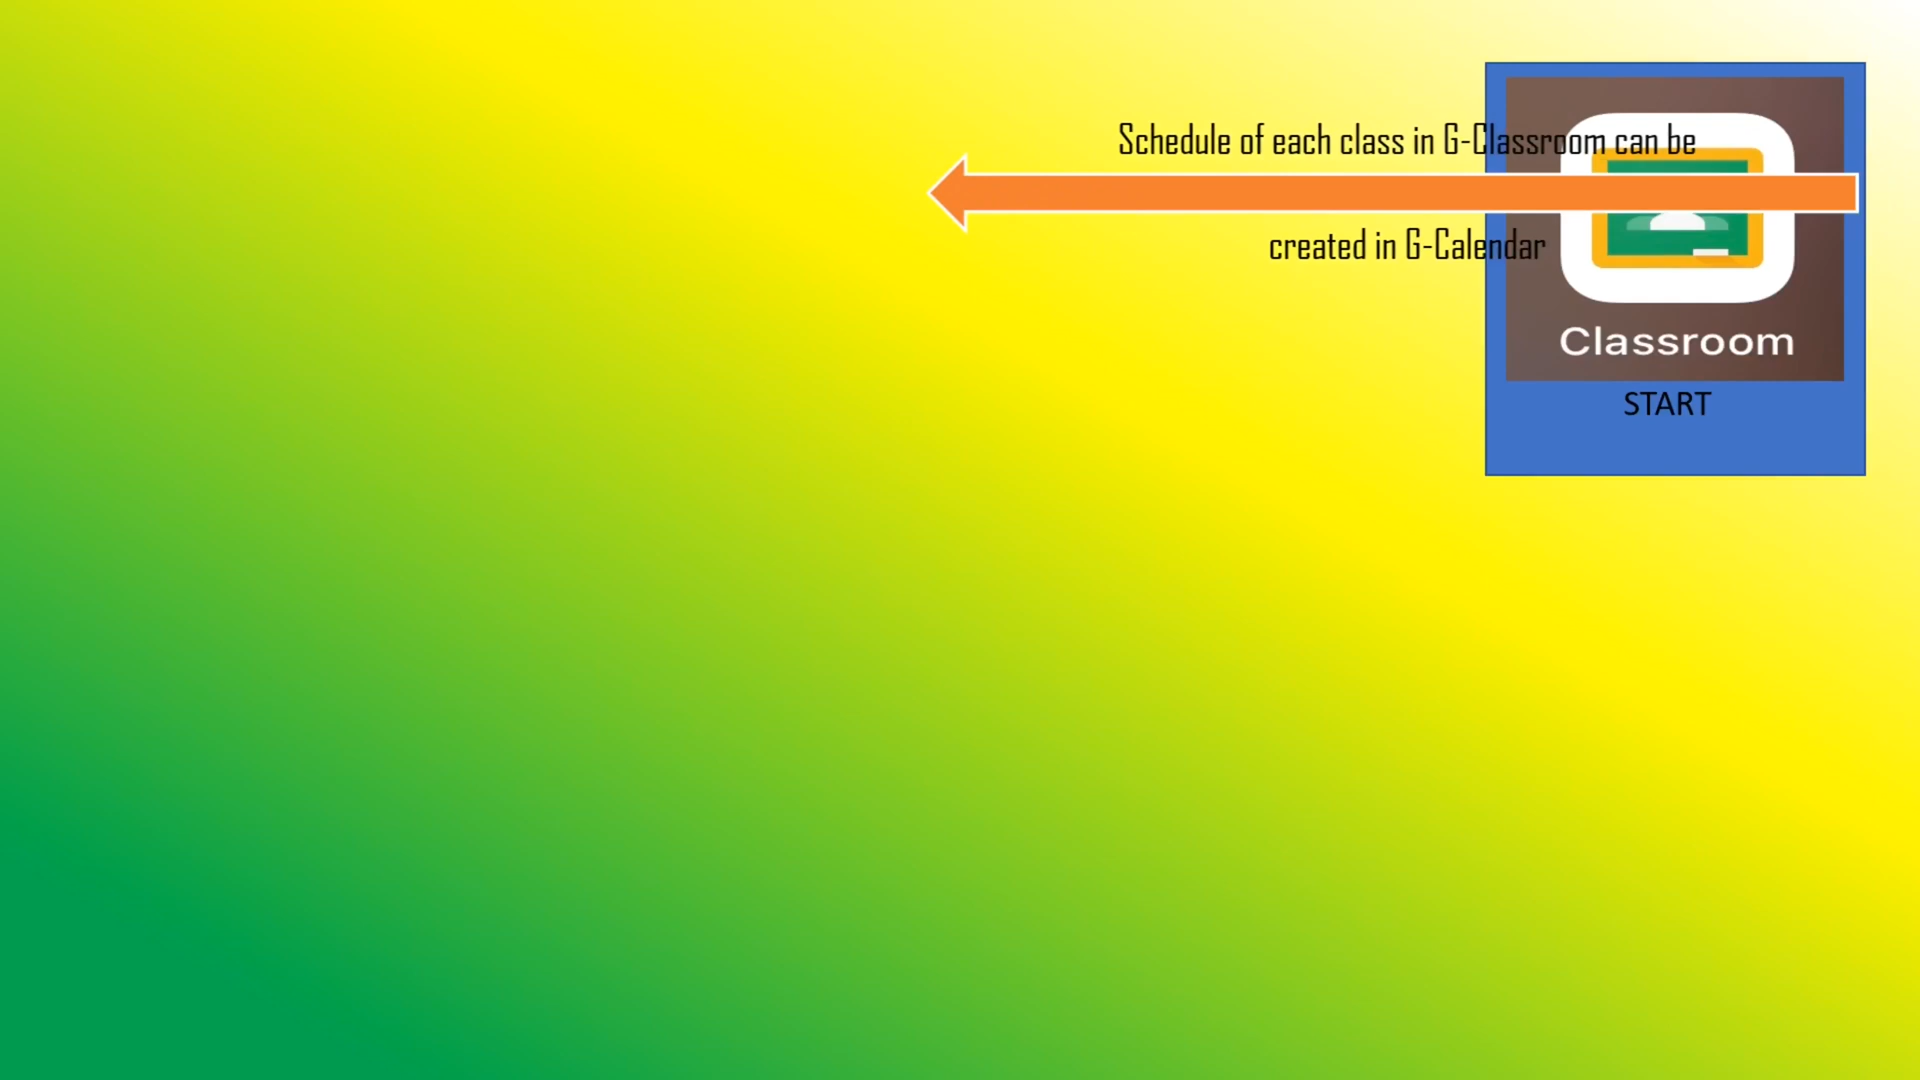 Schedule of each class in G-Classroom can be
created in G-Calendar
Classroom
START